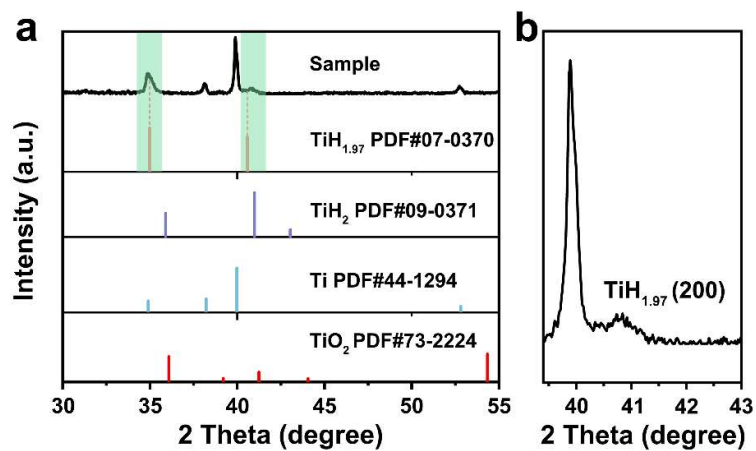 a
Intensity (a.u.)
Sample
TiH1.97 PDF#07-0370
TiH2 PDF#09-0371
Ti PDF#44-1294
TiO2 PDF#73-2224
30 35 40 45 50 55
2 Theta (degree)
b
TiH1.97 (200)
40 41 42 43
2 Theta (degree)